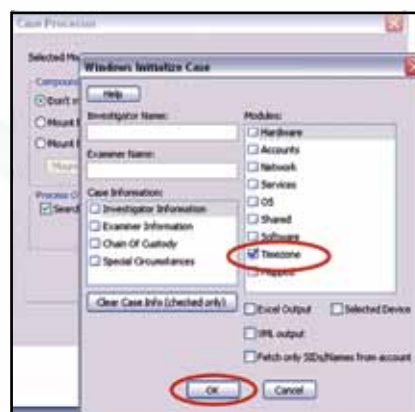 Case Processor
Selected
Windows Initialize Case
Help
Investigator Name:
Examiner Name:
Case Information:
Investigator Information
Examiner Information
Chain Of Custody
Special Circumstances
Clear Case Info (checked only)
Modules:
Hardware
Accounts
Network
Services
OS
Shared
Software
Timezone
Mapped
Excel Output
Selected Device
XML output
Fetch only SIDs/Names from account
OK
Cancel
Compound
Don't
Mount
Mount
Process
Search